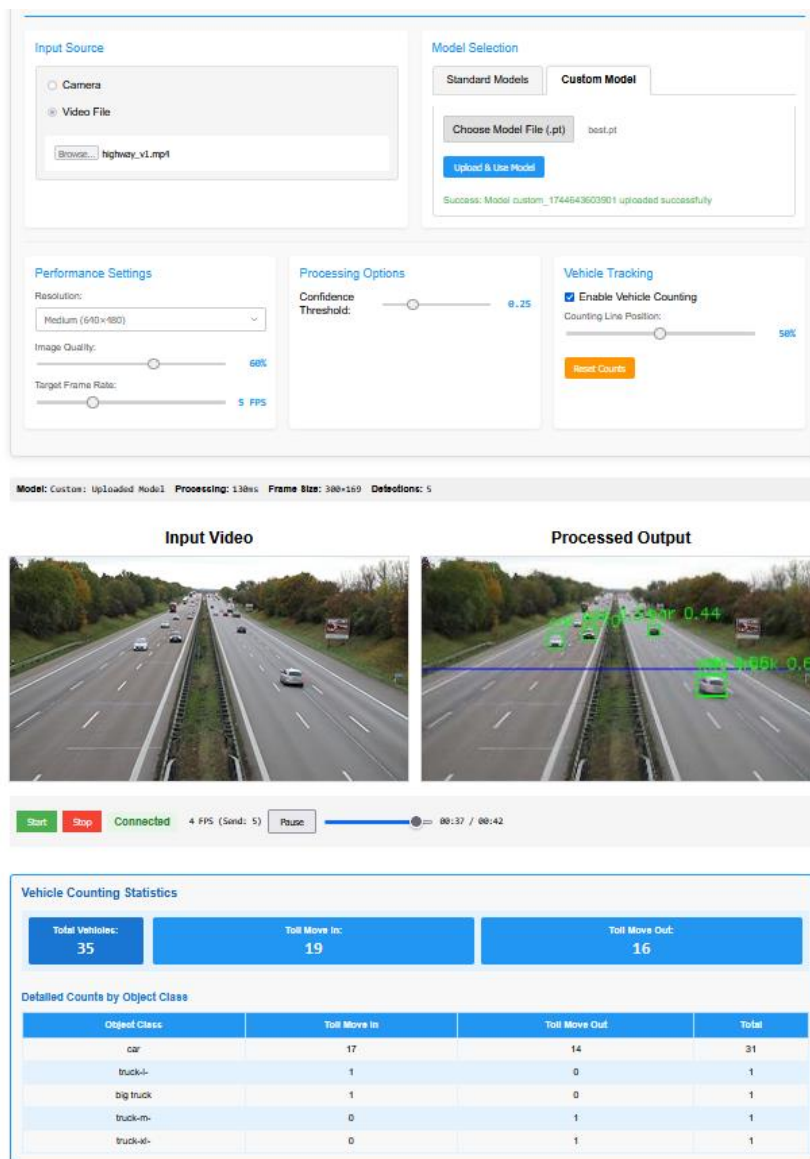 Input Source
Camera
Video File
Browse... highway_v1.mp4
Model Selection
Standard Models Custom Model
Choose Model File (.pt) best.pt
Upload & Use Model
Success: Model custom_1744643603901 uploaded successfully
Performance Settings
Resolution:
Medium (640×480)
Image Quality:
60%
Target Frame Rate:
5 FPS
Processing Options
Confidence
Threshold:
0.25
Vehicle Tracking
Enable Vehicle Counting
Counting Line Position:
50%
Reset Counts
Model: Custom: Uploaded Model Processing: 130ms Frame Size: 300×169 Detections: 5
Input Video
Processed Output
0.44
Start Stop Connected 4 FPS (Send: 5) Pause 00:37 / 00:42
Vehicle Counting Statistics
Total Vehicles: Toll Move In: Toll Move Out:
35 19 16
Detailed Counts by Object Class
Object Class Toll Move In Toll Move Out Total
car 17 14 31
truck-l- 1 0 1
big truck 1 0 1
truck-m- 0 1 1
truck-xl- 0 1 1